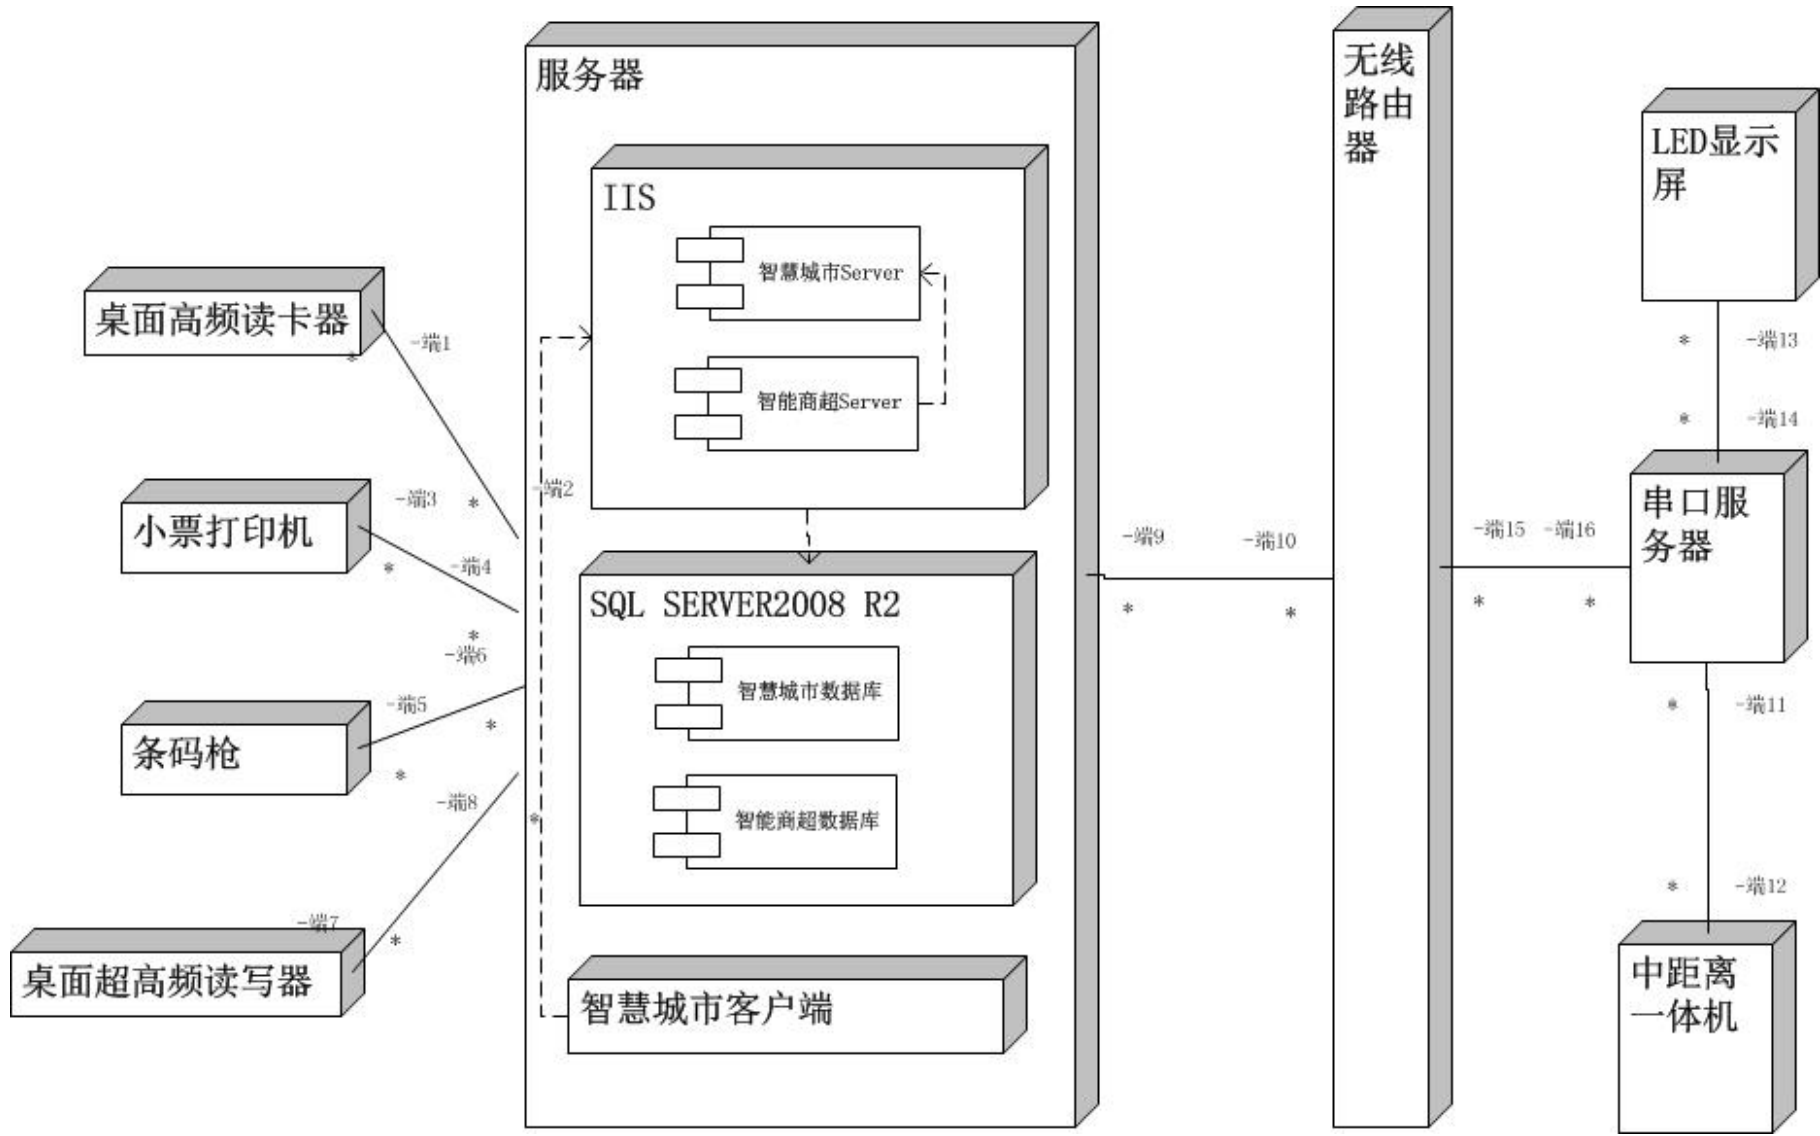 服务器
IIS
智慧城市Server
智能商超Server
SQL SERVER2008 R2
智慧城市数据库
智能商超数据库
智慧城市客户端
桌面高频读卡器
*
-端1
*
-端2
*
小票打印机
-端3
*
-端4
*
条码枪
-端5
*
-端6
*
桌面超高频读写器
-端7
*
-端8
-端9
*
-端10
*
无线
路由
器
-端15
*
-端16
*
LED显示
屏
*
-端13
*
-端14
串口服
务器
*
-端11
*
-端12
中距离
一体机